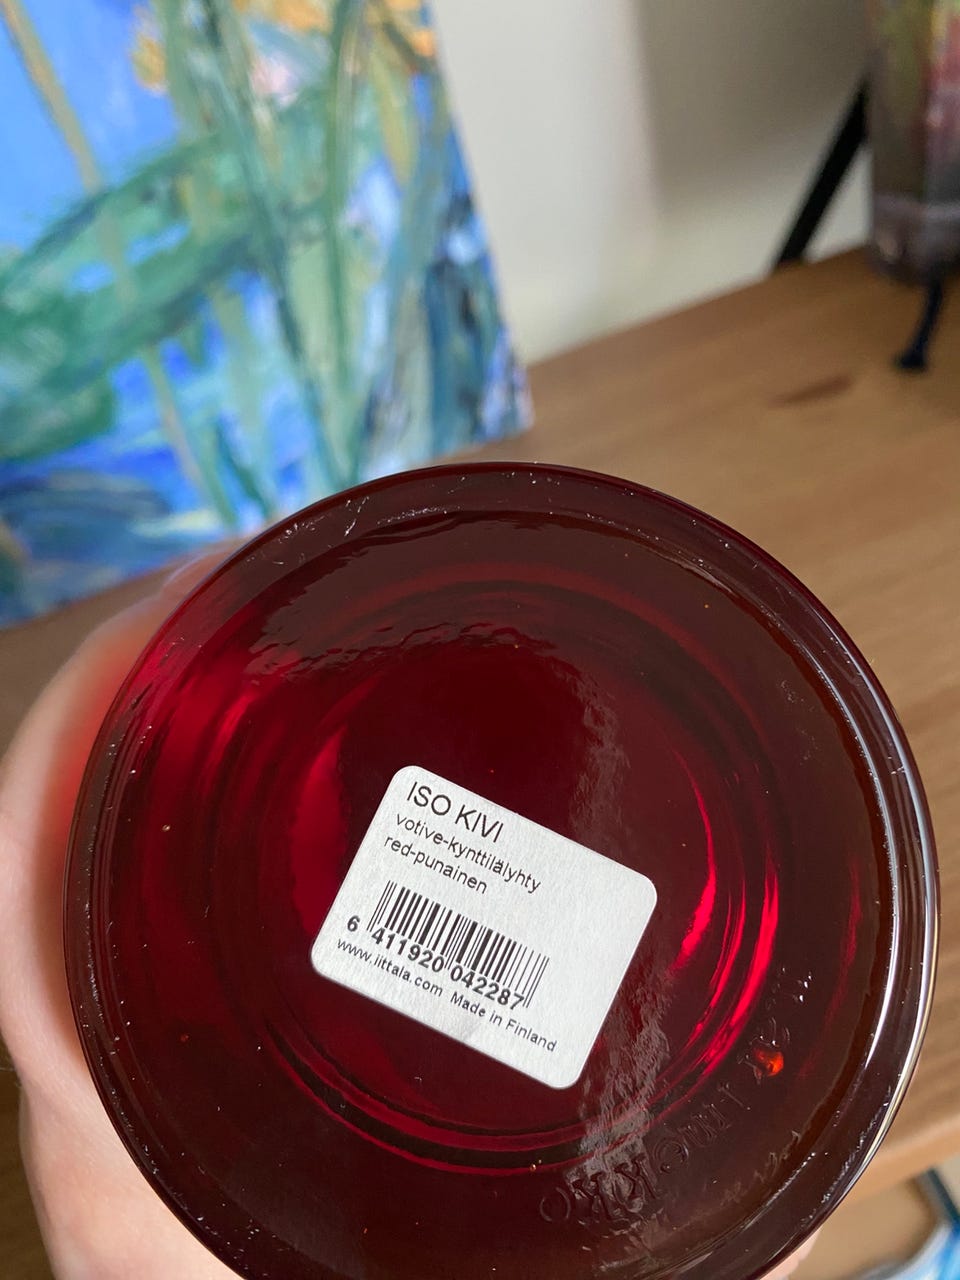 ISO KIVI
votive-kynttilälyhty
red-punainen
6 411920 042287
www.iittala.com Made in Finland